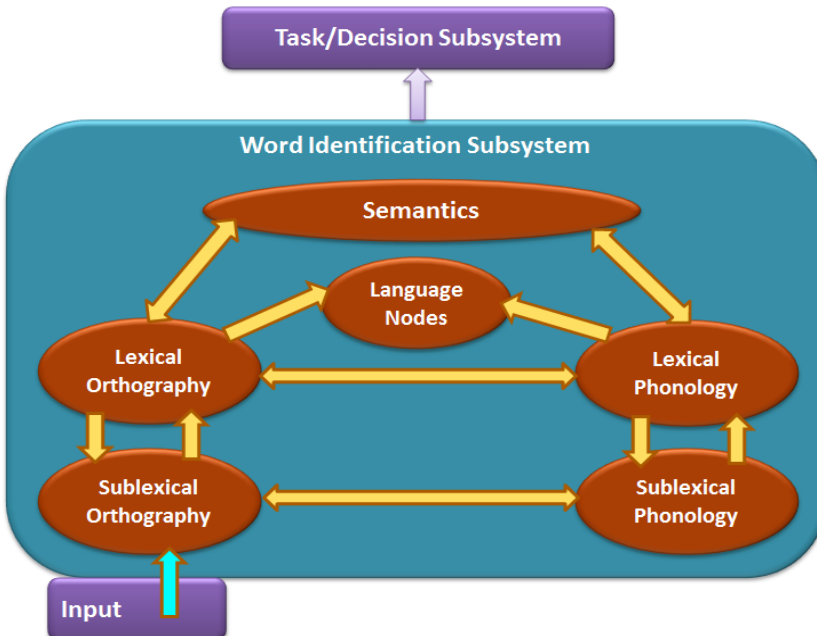 Task/Decision Subsystem
Word Identification Subsystem
Semantics
Language
Nodes
Lexical
Orthography
Lexical
Phonology
Sublexical
Orthography
Sublexical
Phonology
Input